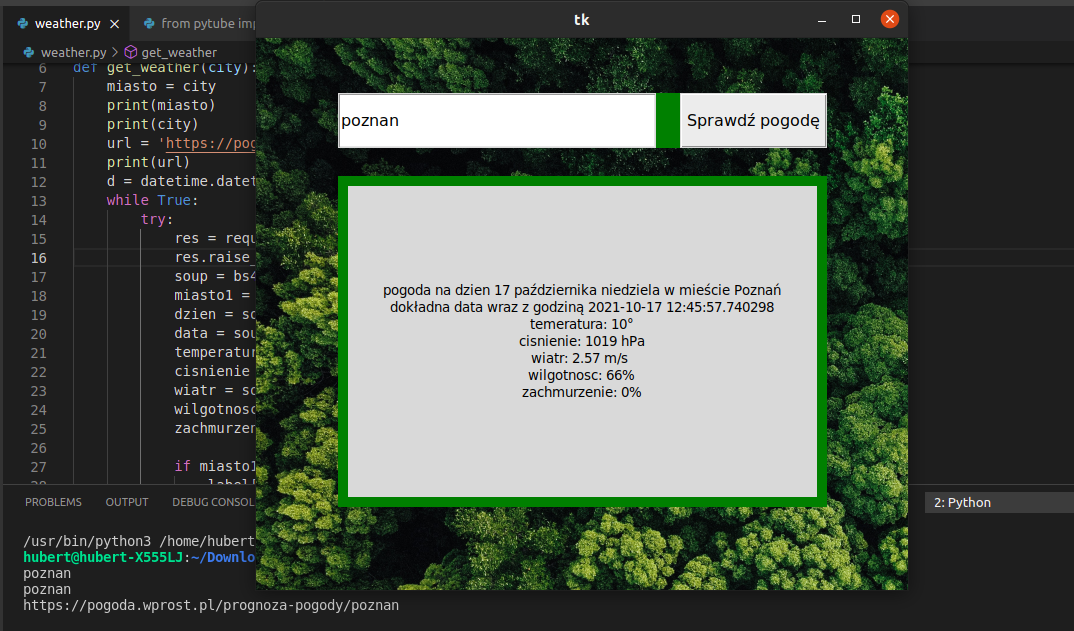 weather.py
from pytube imp
tk
weather.py > get_weather
6 def get_weather(city):
7 miasto = city
8 print(miasto)
9 print(city)
10 url = 'https://pog
11 print(url)
12 d = datetime.datet
13 while True:
14 try:
15 res = requ
16 res.raise_
17 soup = bs4
18 miasto1 =
19 dzien = so
20 data = sou
21 temperatur
22 cisnienie
23 wiatr = so
24 wilgotnosc
25 zachmurzen
26
27 if miasto1
28 label
poznan
Sprawdź pogodę
pogoda na dzien 17 października niedziela w mieście Poznań
dokładna data wraz z godziną 2021-10-17 12:45:57.740298
temeratura: 10°
cisnienie: 1019 hPa
wiatr: 2.57 m/s
wilgotnosc: 66%
zachmurzenie: 0%
PROBLEMS OUTPUT DEBUG CONSOL
2: Python
/usr/bin/python3 /home/hubert
hubert@hubert-X555LJ:~/Downlo
poznan
poznan
https://pogoda.wprost.pl/prognoza-pogody/poznan